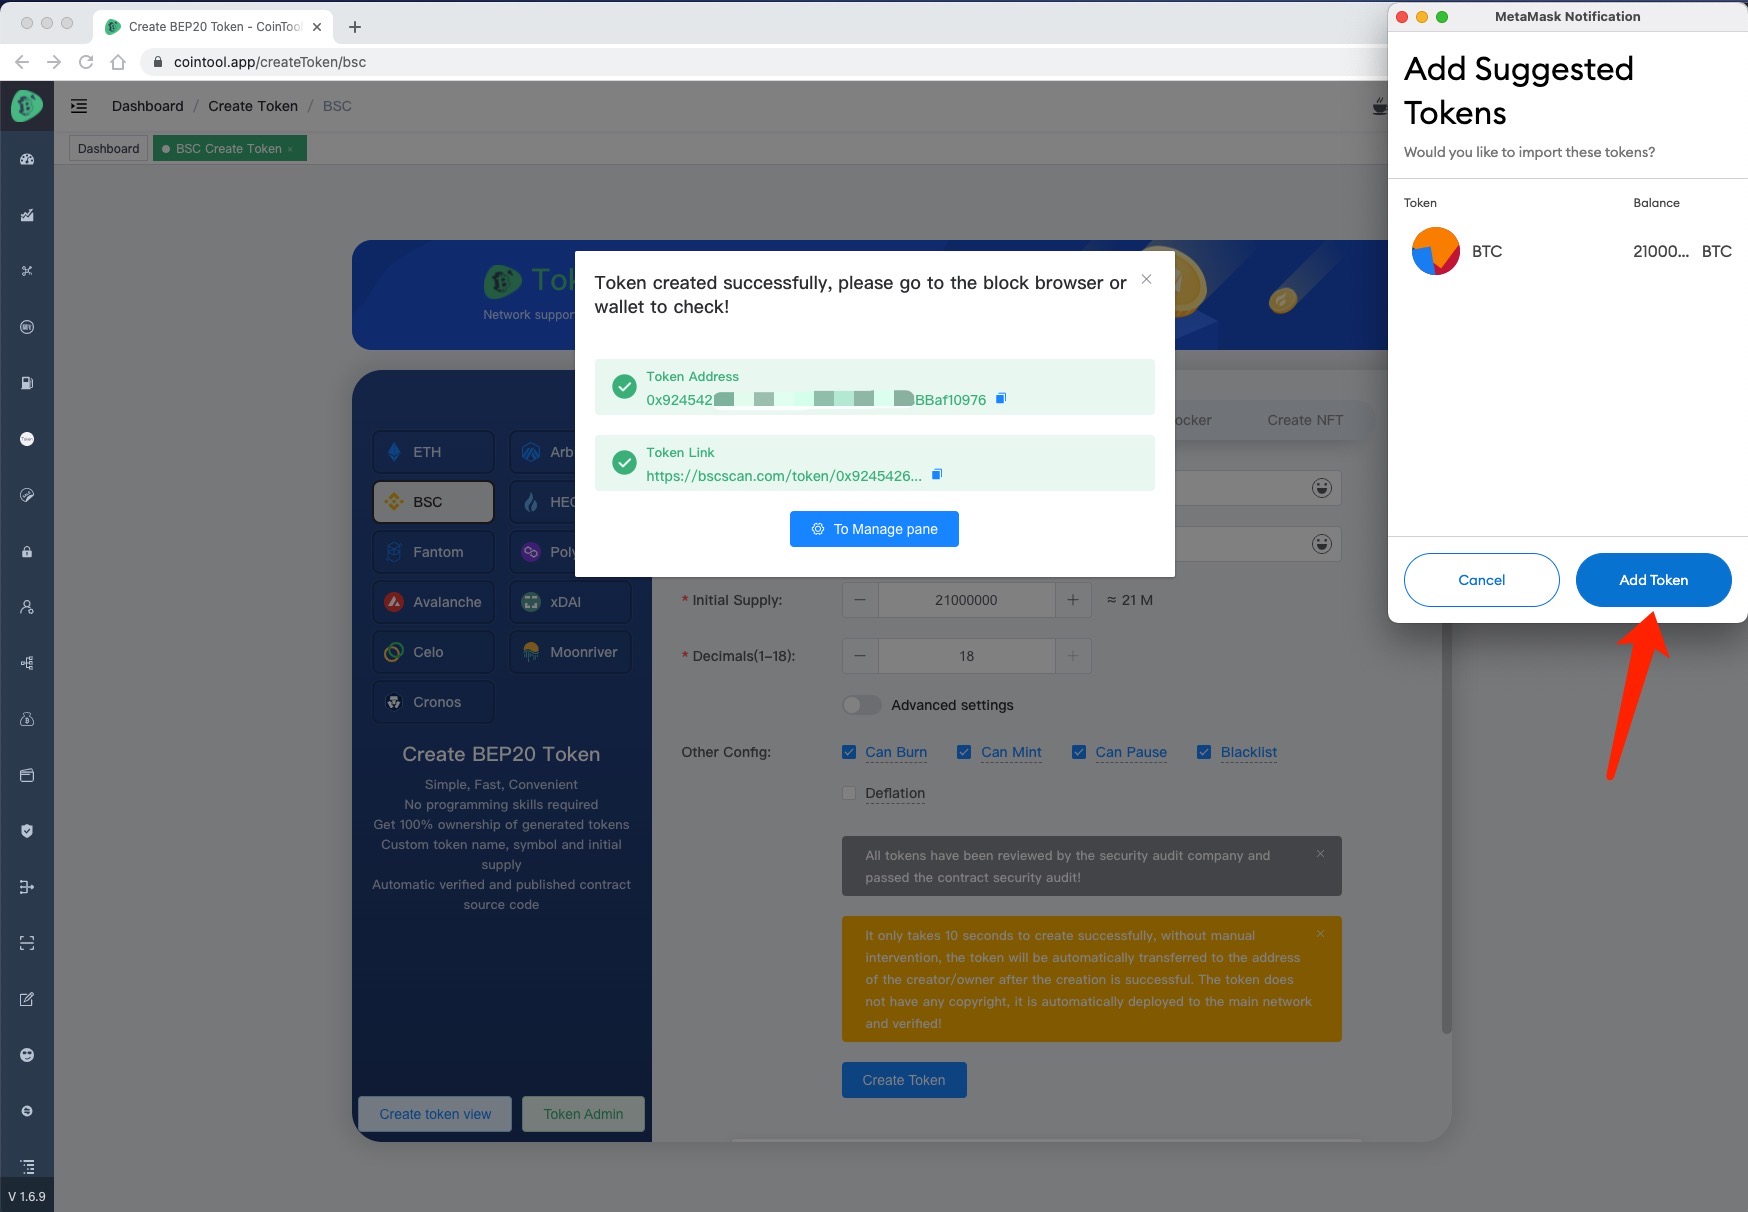 Create BEP20 Token - CoinTool
cointool.app/createToken/bsc
Dashboard / Create Token / BSC
Dashboard
BSC Create Token
Network suppor
Token created successfully, please go to the block browser or
wallet to check!
Token Address
0x924542
BBaf10976
Token Link
https://bscscan.com/token/0x9245426...
To Manage pane
ocker
Create NFT
ETH
Arb
BSC
HEC
Fantom
Poly
Avalanche
xDAI
Celo
Moonriver
Cronos
Create BEP20 Token
Simple, Fast, Convenient
No programming skills required
Get 100% ownership of generated tokens
Custom token name, symbol and initial
supply
Automatic verified and published contract
source code
Create token view
Token Admin
* Initial Supply:
21000000
≈ 21 M
* Decimals(1–18):
18
Advanced settings
Other Config:
Can Burn
Can Mint
Can Pause
Blacklist
Deflation
All tokens have been reviewed by the security audit company and
passed the contract security audit!
It only takes 10 seconds to create successfully, without manual
intervention, the token will be automatically transferred to the address
of the creator/owner after the creation is successful. The token does
not have any copyright, it is automatically deployed to the main network
and verified!
Create Token
V 1.6.9
MetaMask Notification
Add Suggested
Tokens
Would you like to import these tokens?
Token
Balance
BTC
21000... BTC
Cancel
Add Token